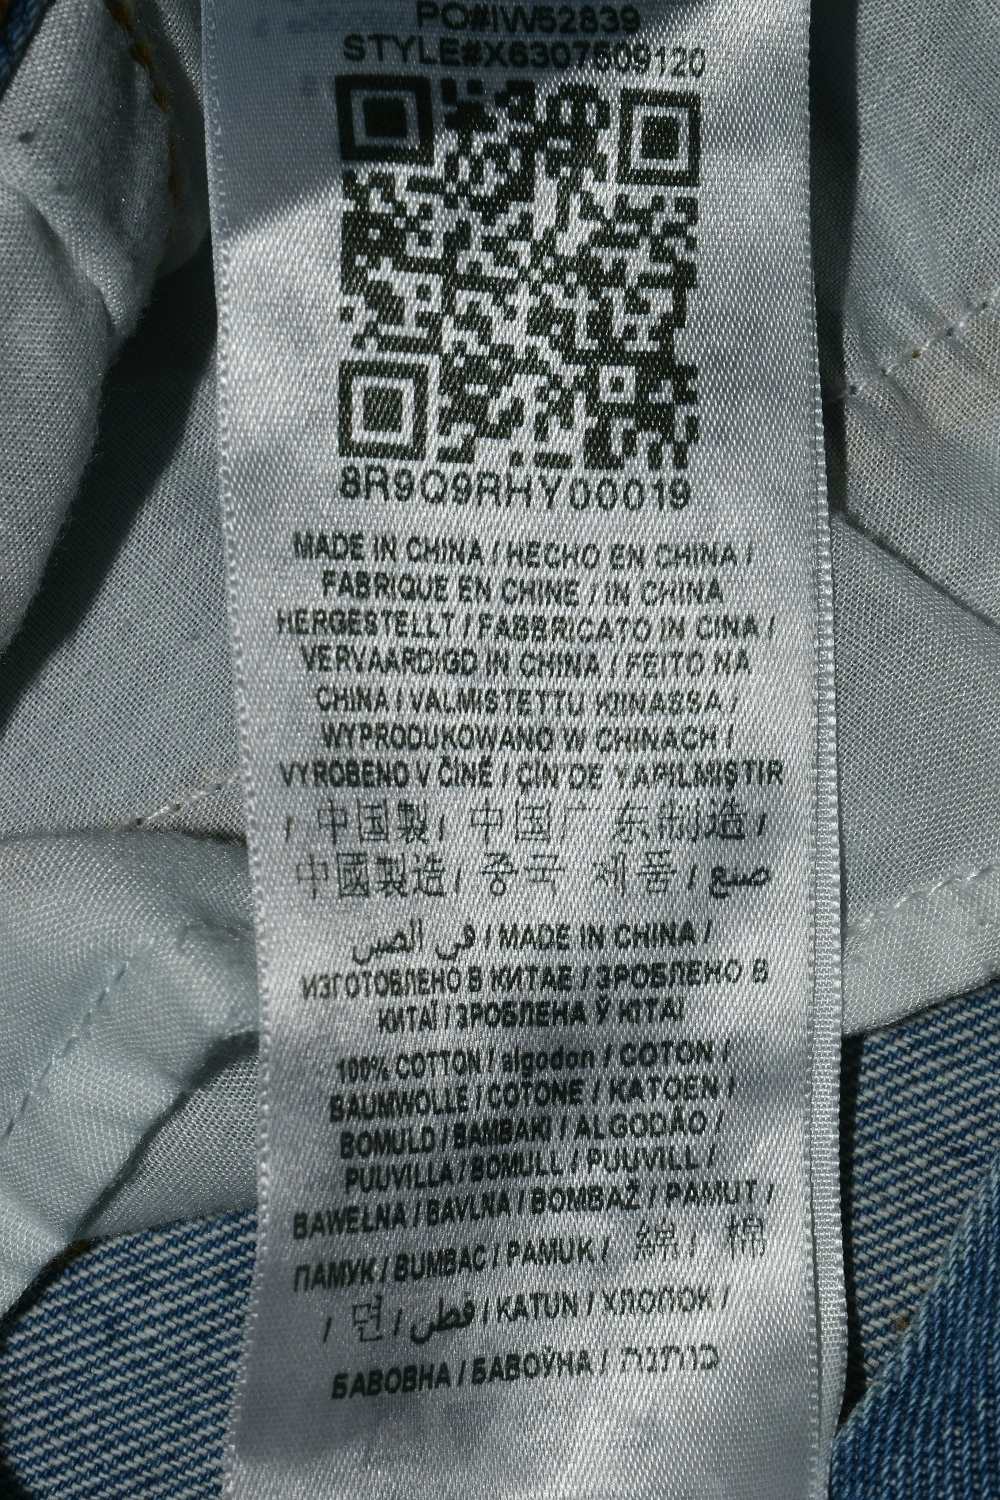 PO#IW52839
STYLE#X6307609120
8R9Q9RHY00019
MADE IN CHINA / HECHO EN CHINA /
FABRIQUE EN CHINE / IN CHINA
HERGESTELLT / FABBRICATO IN CINA /
VERVAARDIGD IN CHINA / FEITO NA
CHINA / VALMISTETTU KIINASSA /
WYPRODUKOWANO W CHINACH /
VYROBENO V ČÍNĚ / ÇİN'DE YAPILMIŞTIR
/ 中国製 / 中国广东制造 /
中國製造 / 중국 제품 / صنع
في الصين / MADE IN CHINA /
ИЗГОТОВЛЕНО В КИТАЕ / ЗРОБЛЕНО В
КИТАЇ / ЗРОБЛЕНА Ў КІТАІ
100% COTTON / algodon / COTON /
BAUMWOLLE / COTONE / KATOEN /
BOMULD / BAMBAKI / ALGODÃO /
PUUVILLA / BOMULL / PUUVILL /
BAWELNA / BAVLNA / BOMBAŽ / PAMUT /
ПАМУК / BUMBAC / PAMUK / 綿 / 棉
/ 면 / قطن / KATUN / ХЛОПОК /
БАВОВНА / БАВОЎНА / כותנות